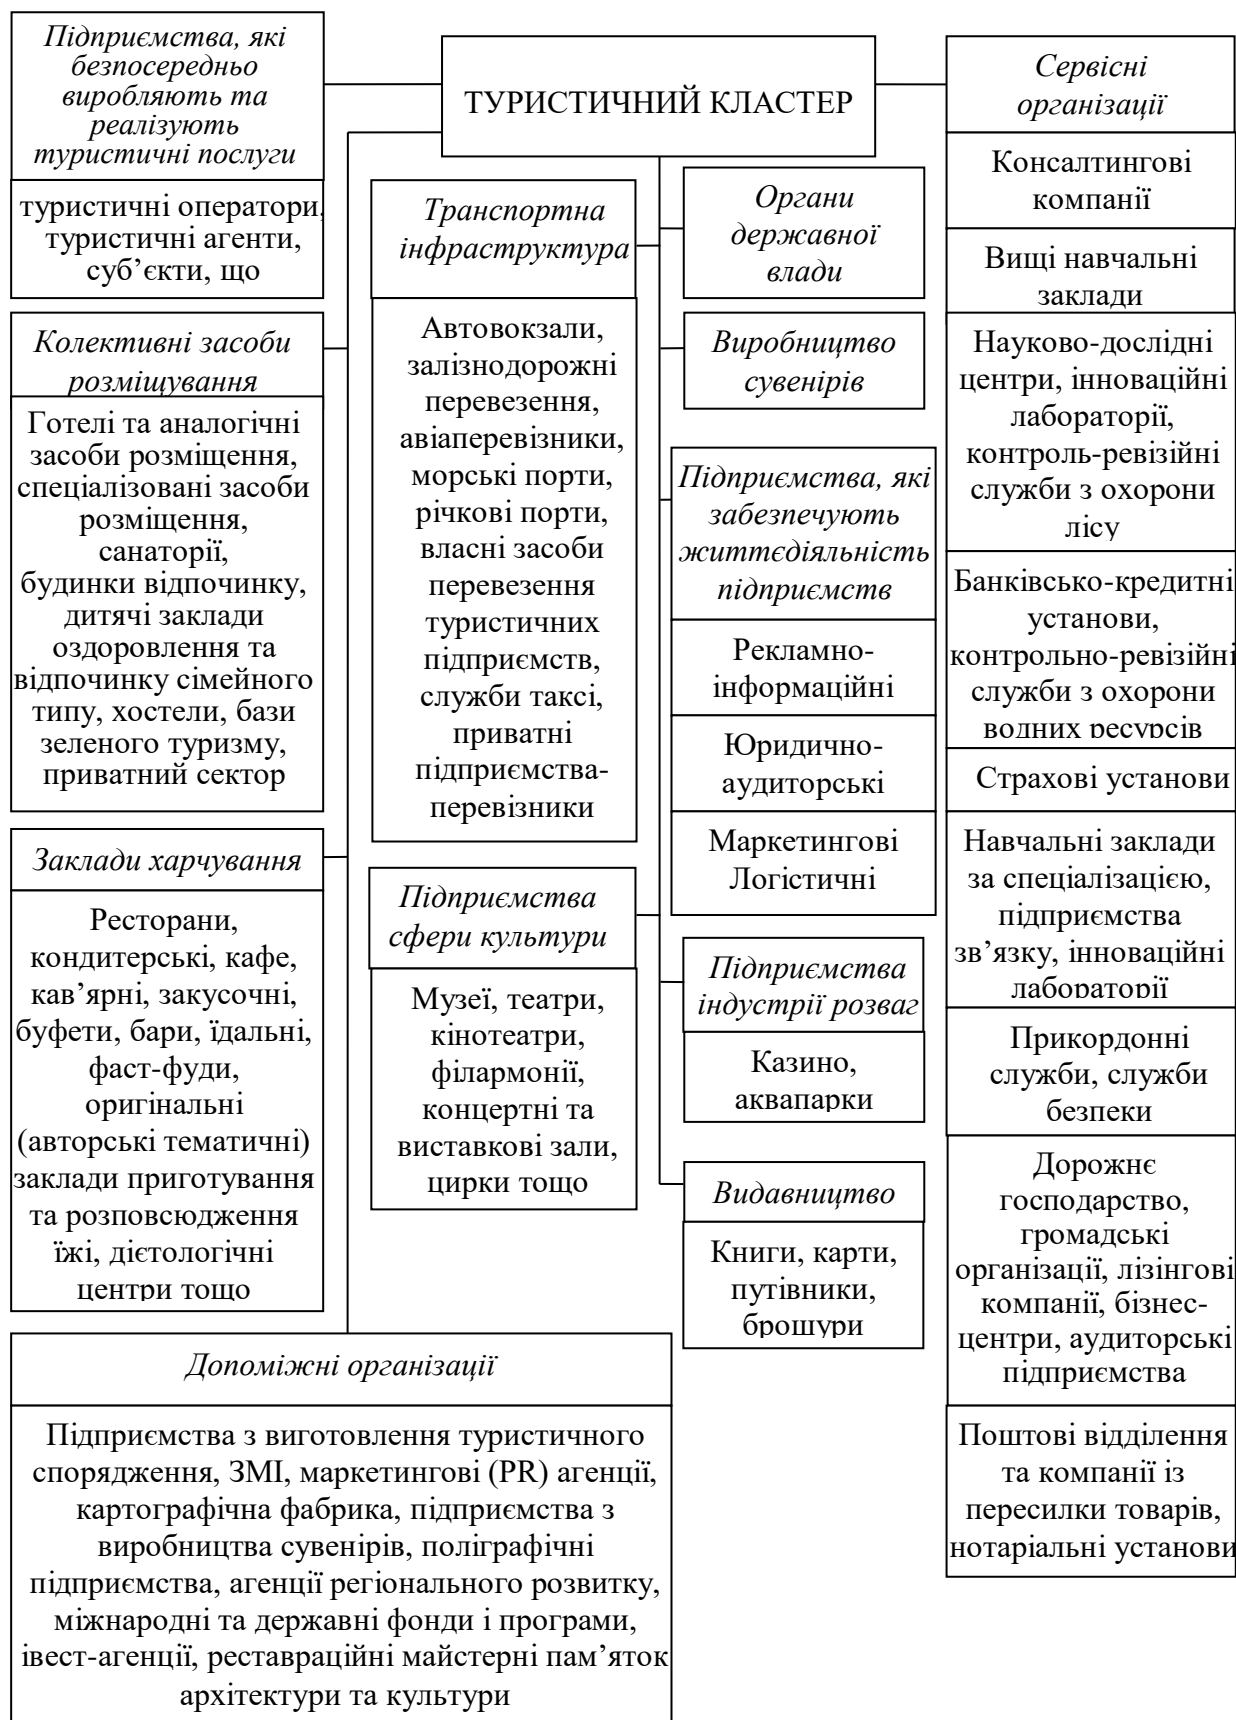 Підприємства, які
безпосередньо
виробляють та
реалізують
туристичні послуги
туристичні оператори,
туристичні агенти,
суб’єкти, що
Колективні засоби
розміщування
Готелі та аналогічні
засоби розміщення,
спеціалізовані засоби
розміщення,
санаторії,
будинки відпочинку,
дитячі заклади
оздоровлення та
відпочинку сімейного
типу, хостели, бази
зеленого туризму,
приватний сектор
Заклади харчування
Ресторани,
кондитерські, кафе,
кав’ярні, закусочні,
буфети, бари, їдальні,
фаст-фуди,
оригінальні
(авторські тематичні)
заклади приготування
та розповсюдження
їжі, дієтологічні
центри тощо
ТУРИСТИЧНИЙ КЛАСТЕР
Транспортна
інфраструктура
Автовокзали,
залізнодорожні
перевезення,
авіаперевізники,
морські порти,
річкові порти,
власні засоби
перевезення
туристичних
підприємств,
служби таксі,
приватні
підприємства-
перевізники
Підприємства
сфери культури
Музеї, театри,
кінотеатри,
філармонії,
концертні та
виставкові зали,
цирки тощо
Органи
державної
влади
Виробництво
сувенірів
Підприємства, які
забезпечують
життєдіяльність
підприємств
Рекламно-
інформаційні
Юридично-
аудиторські
Маркетингові
Логістичні
Підприємства
індустрії розваг
Казино,
аквапарки
Видавництво
Книги, карти,
путівники,
брошури
Сервісні
організації
Консалтингові
компанії
Вищі навчальні
заклади
Науково-дослідні
центри, інноваційні
лабораторії,
контроль-ревізійні
служби з охорони
лісу
Банківсько-кредитні
установи,
контрольно-ревізійні
служби з охорони
водних ресурсів
Страхові установи
Навчальні заклади
за спеціалізацією,
підприємства
зв’язку, інноваційні
лабораторії
Прикордонні
служби, служби
безпеки
Дорожнє
господарство,
громадські
організації, лізінгові
компанії, бізнес-
центри, аудиторські
підприємства
Поштові відділення
та компанії із
пересилки товарів,
нотаріальні установи
Допоміжні організації
Підприємства з виготовлення туристичного
спорядження, ЗМІ, маркетингові (PR) агенції,
картографічна фабрика, підприємства з
виробництва сувенірів, поліграфічні
підприємства, агенції регіонального розвитку,
міжнародні та державні фонди і програми,
івест-агенції, реставраційні майстерні пам’яток
архітектури та культури